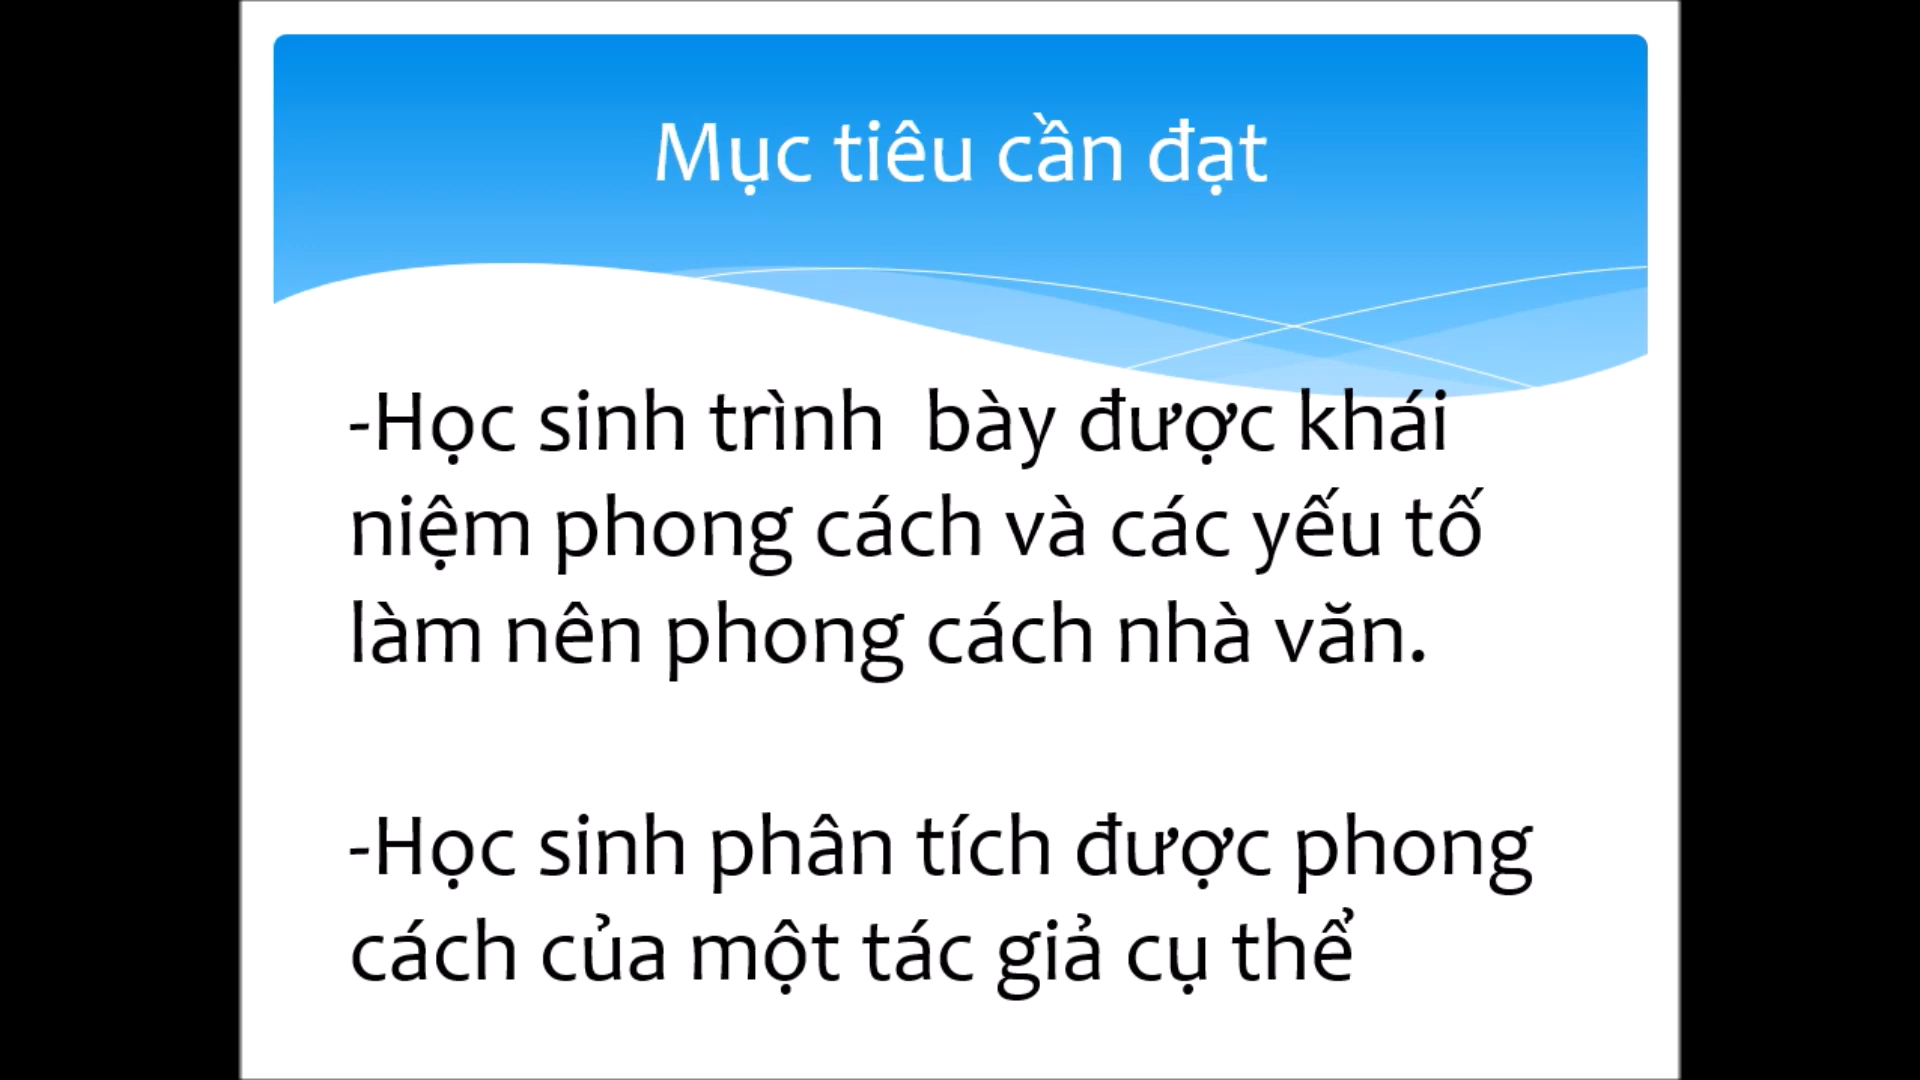 Mục tiêu cần đạt
-Học sinh trình  bày được khái
niệm phong cách và các yếu tố
làm nên phong cách nhà văn.
-Học sinh phân tích được phong
cách của một tác giả cụ thể